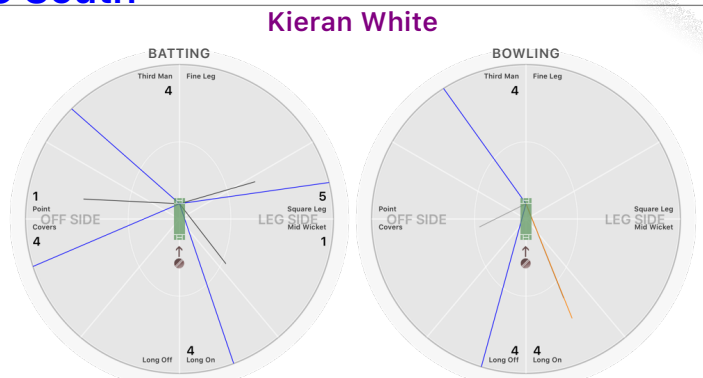 Kieran White
BATTING
Third Man
Fine Leg
4
1
Point
OFF SIDE
Covers
4
5
Square Leg
LEG SIDE
Mid Wicket
1
4
Long Off
Long On
BOWLING
Third Man
Fine Leg
4
Point
OFF SIDE
Covers
Square Leg
LEG SIDE
Mid Wicket
4
4
Long Off
Long On